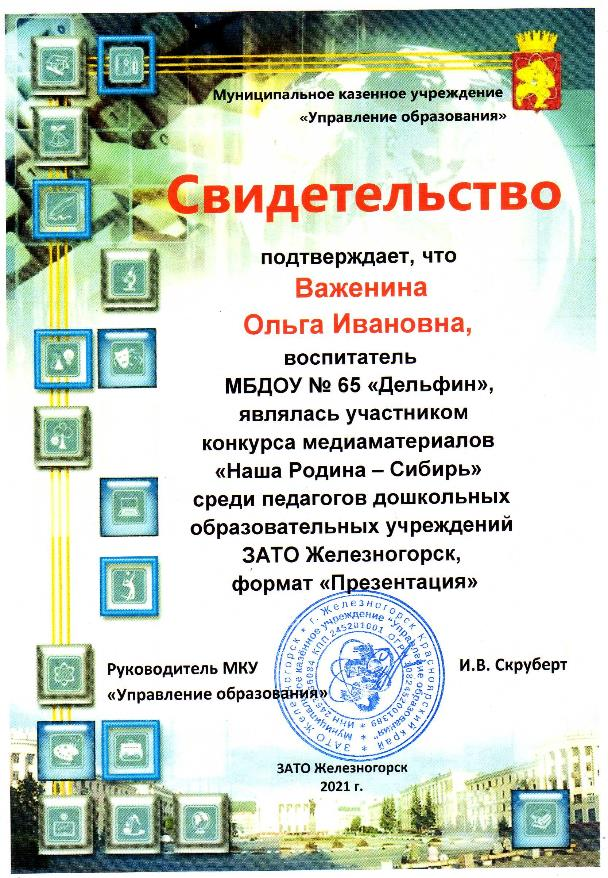 Муниципальное казенное учреждение
«Управление образования»
Свидетельство
подтверждает, что
Важенина
Ольга Ивановна,
воспитатель
МБДОУ № 65 «Дельфин»,
являлась участником
конкурса медиаматериалов
«Наша Родина – Сибирь»
среди педагогов дошкольных
образовательных учреждений
ЗАТО Железногорск,
формат «Презентация»
Руководитель МКУ
«Управление образования»
И.В. Скруберт
ЗАТО Железногорск
2021 г.